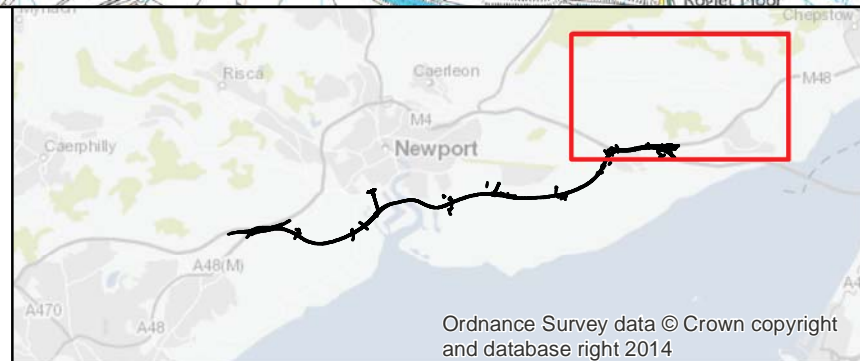 Chepstow
Risca
Caerleon
M48
M4
Caerphilly
Newport
A48(M)
A470
A48
Ordnance Survey data © Crown copyright
and database right 2014